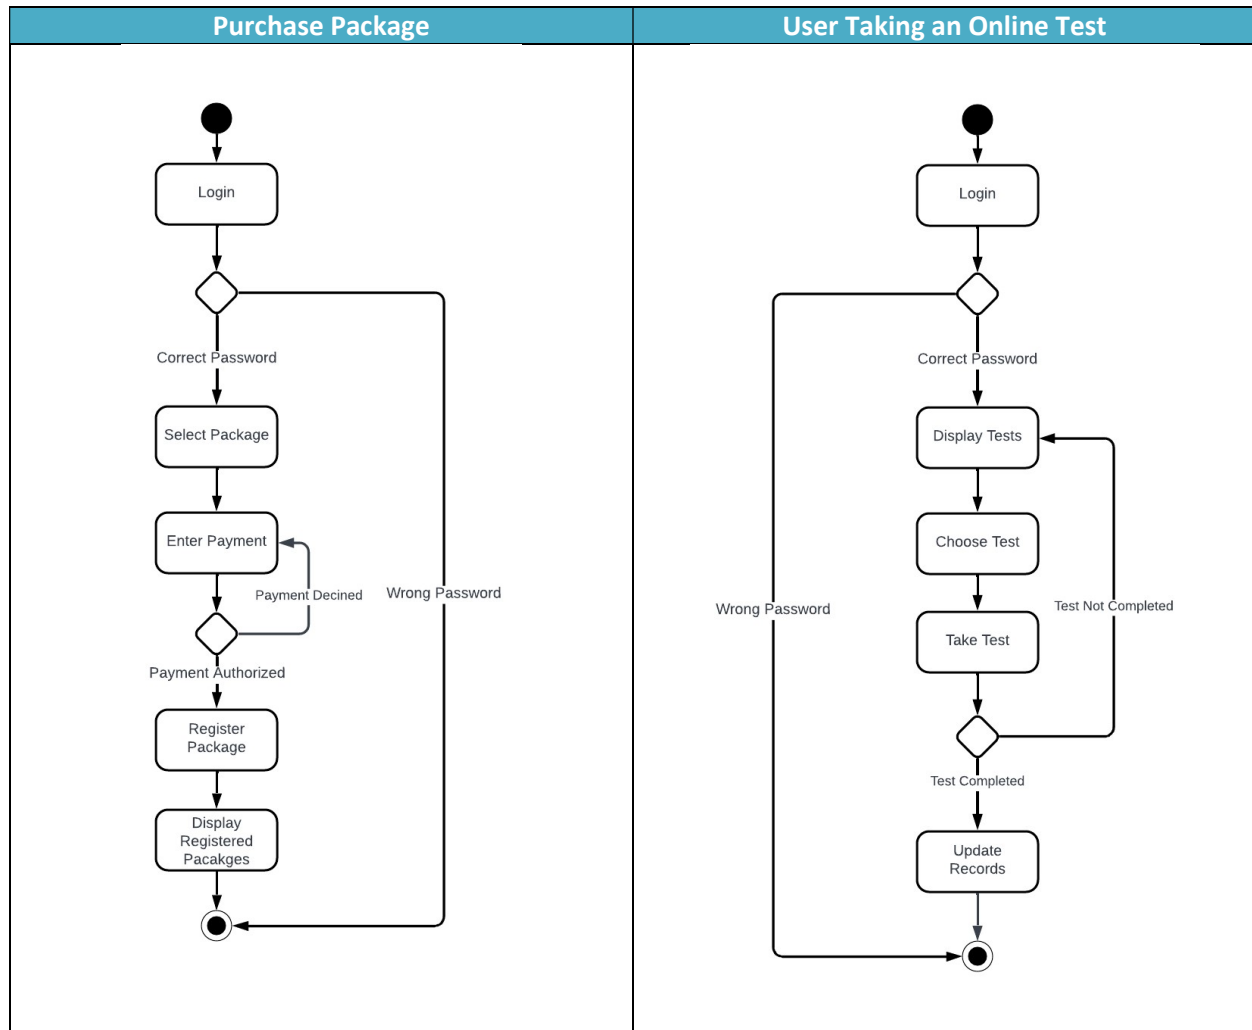 Purchase Package
User Taking an Online Test
Login
Correct Password
Select Package
Enter Payment
Payment Decined
Wrong Password
Payment Authorized
Register
Package
Display
Registered
Pacakges
Login
Correct Password
Display Tests
Choose Test
Test Not Completed
Wrong Password
Take Test
Test Completed
Update
Records